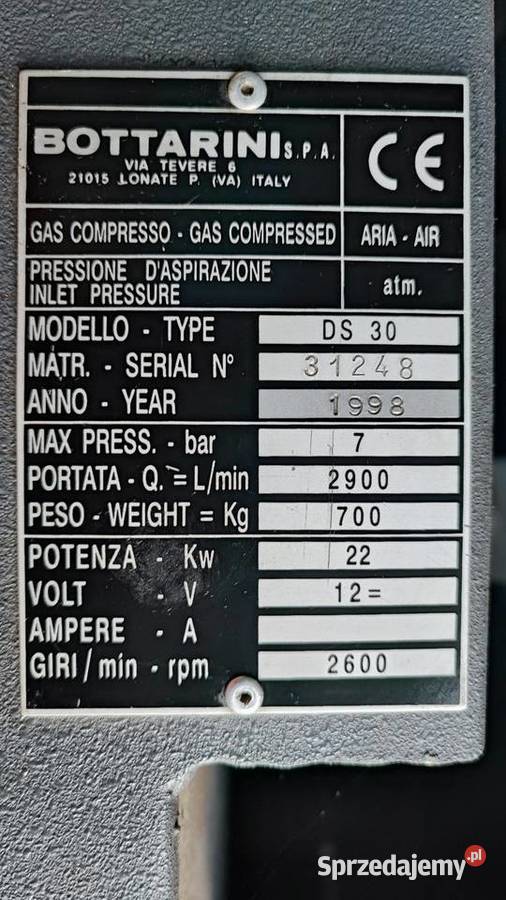 BOTTARINI S.P.A.
VIA TEVERE 6
21015 LONATE P. (VA) ITALY
CE
GAS COMPRESSO - GAS COMPRESSED ARIA - AIR
PRESSIONE D'ASPIRAZIONE
INLET PRESSURE atm.
MODELLO - TYPE DS 30
MATR. - SERIAL N° 31248
ANNO - YEAR 1998
MAX PRESS. - bar 7
PORTATA - Q. = L/min 2900
PESO - WEIGHT = Kg 700
POTENZA - Kw 22
VOLT - V 12=
AMPERE - A
GIRI/min - rpm 2600
Sprzedajemy.pl